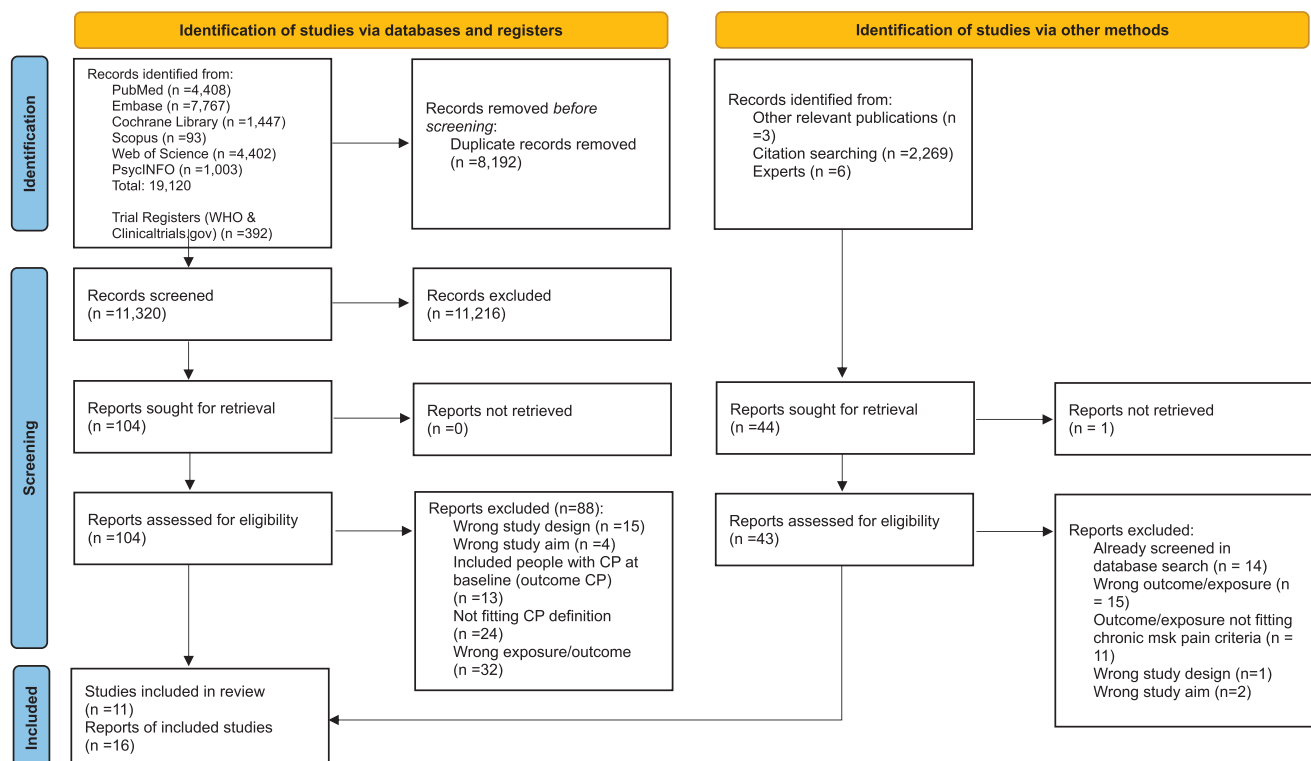 Identification of studies via databases and registers
Identification of studies via other methods
Identification
Records identified from:
PubMed (n =4,408)
Embase (n =7,767)
Cochrane Library (n =1,447)
Scopus (n =93)
Web of Science (n =4,402)
PsycINFO (n =1,003)
Total: 19,120
Trial Registers (WHO &
Clinicaltrials.gov) (n =392)
Records removed before
screening:
Duplicate records removed
(n =8,192)
Records identified from:
Other relevant publications (n
=3)
Citation searching (n =2,269)
Experts (n =6)
Screening
Records screened
(n =11,320)
Records excluded
(n =11,216)
Reports sought for retrieval
(n =104)
Reports not retrieved
(n =0)
Reports sought for retrieval
(n =44)
Reports not retrieved
(n = 1)
Reports assessed for eligibility
(n =104)
Reports excluded (n=88):
Wrong study design (n =15)
Wrong study aim (n =4)
Included people with CP at
baseline (outcome CP)
(n =13)
Not fitting CP definition
(n =24)
Wrong exposure/outcome
(n =32)
Reports assessed for eligibility
(n =43)
Reports excluded:
Already screened in
database search (n = 14)
Wrong outcome/exposure (n
= 15)
Outcome/exposure not fitting
chronic msk pain criteria (n =
11)
Wrong study design (n=1)
Wrong study aim (n=2)
Included
Studies included in review
(n =11)
Reports of included studies
(n =16)